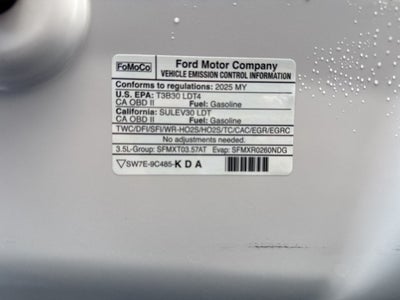 FoMoCo Ford Motor Company
VEHICLE EMISSION CONTROL INFORMATION
Conforms to regulations: 2025 MY
U.S. EPA: T3B30 LDT4
CA OBD II Fuel: Gasoline
California: SULEV30 LDT
CA OBD II Fuel: Gasoline
TWC/DFI/SFI/WR-HO2S/HO2S/TC/CAC/EGR/EGRC
No adjustments needed.
3.5L-Group: SFMXT03.57AT Evap: SFMXR0260NDG
SW7E-9C485-KDA